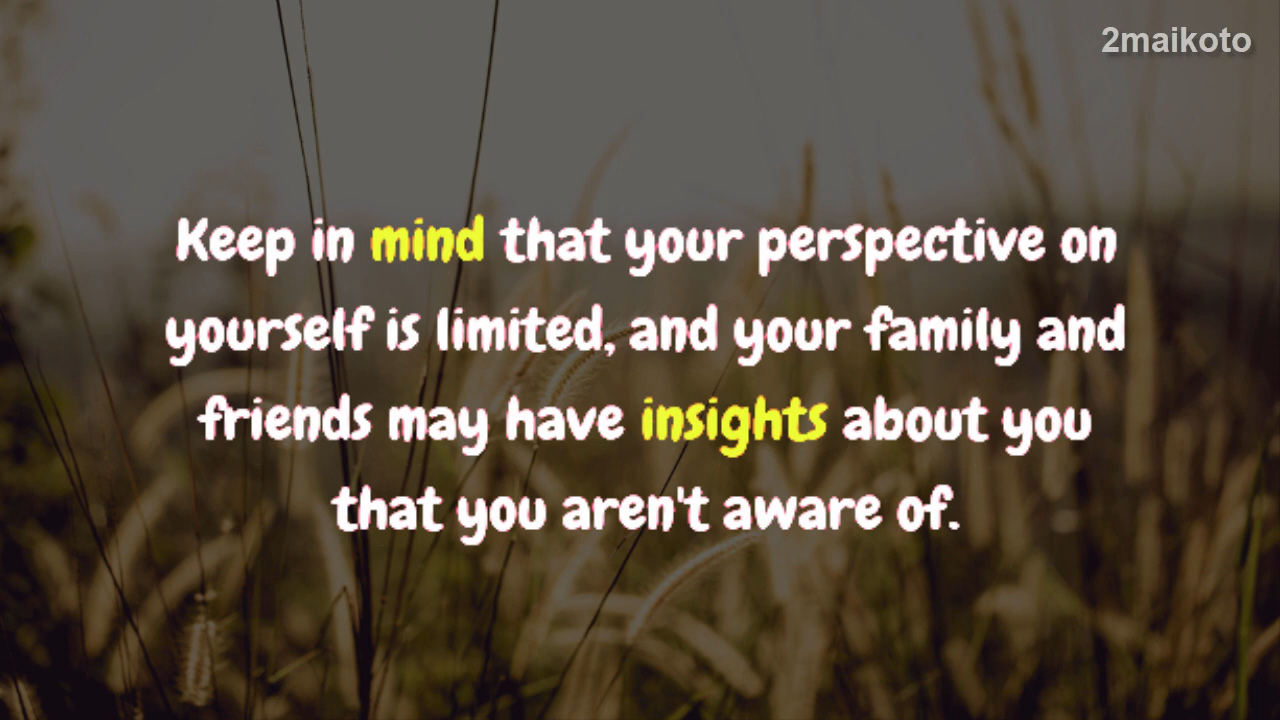 2maikoto
Keep in mind that your perspective on
yourself is limited, and your family and
friends may have insights about you
that you aren't aware of.